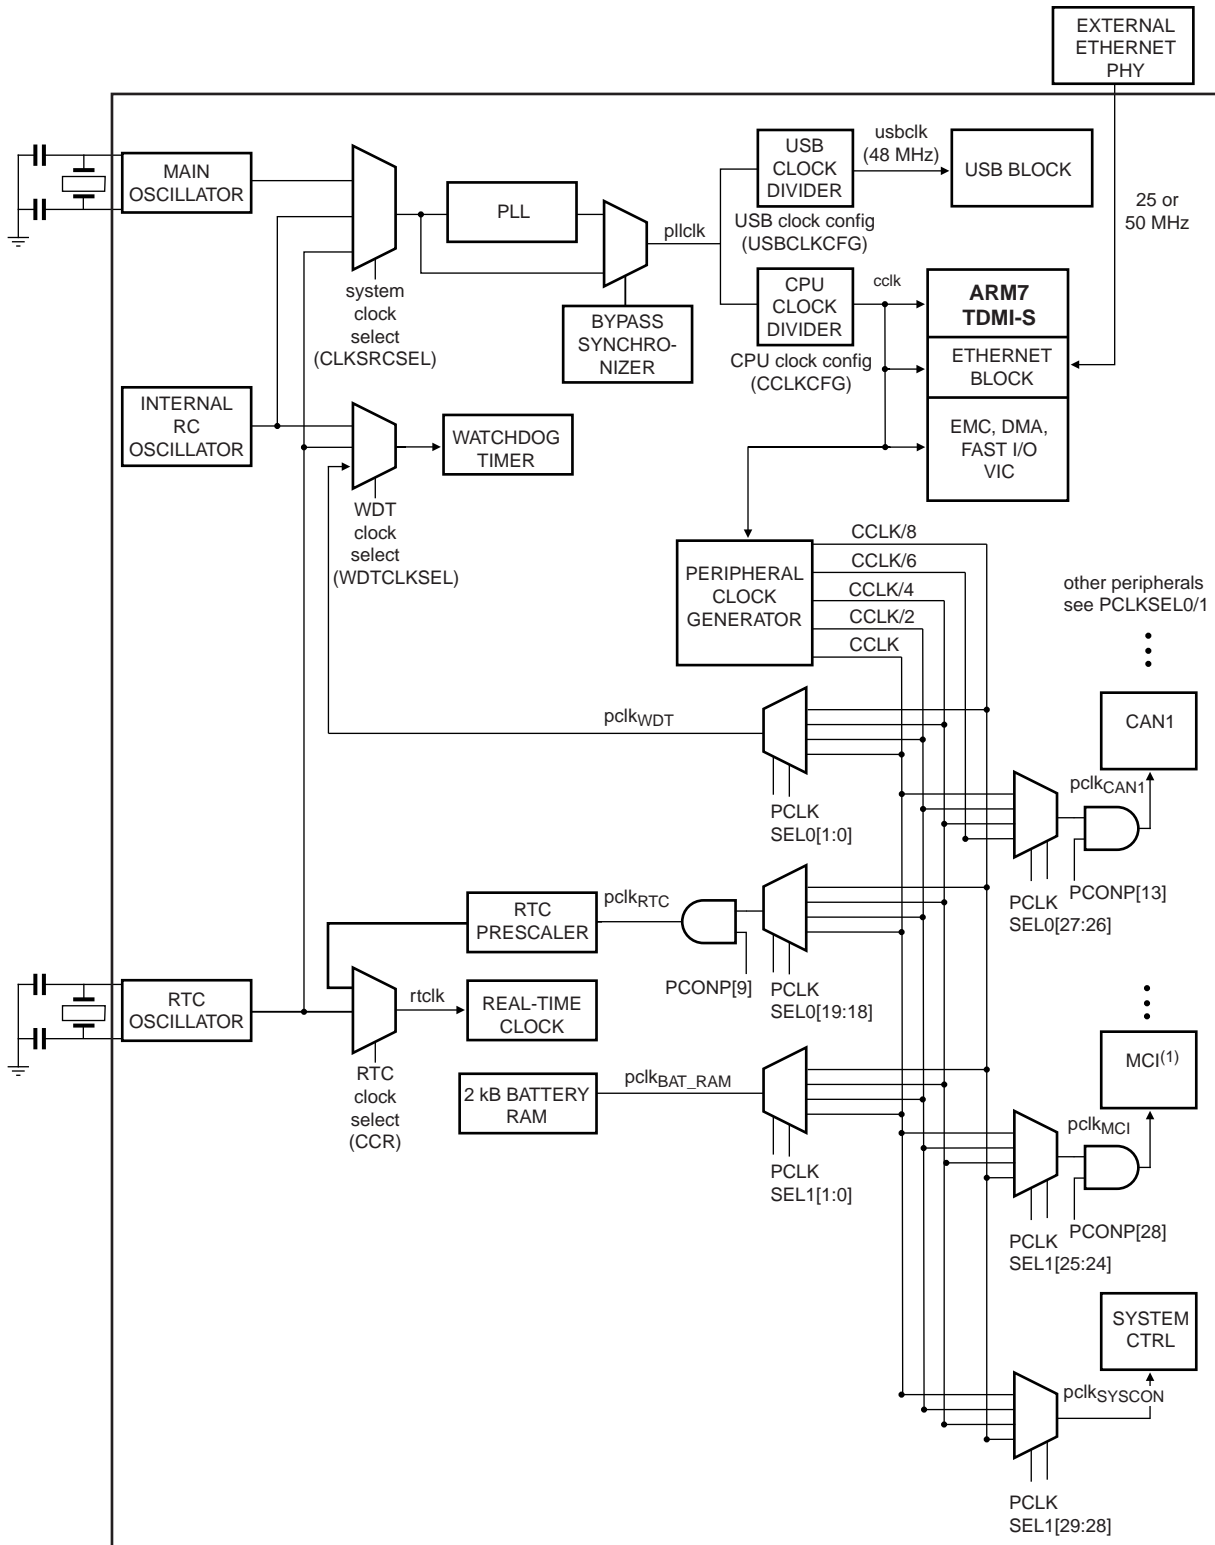 EXTERNAL
ETHERNET
PHY
MAIN
OSCILLATOR
PLL
USB
CLOCK
DIVIDER
usbclk
(48 MHz)
USB BLOCK
25 or
50 MHz
pllclk
USB clock config
(USBCLKCFG)
system
clock
select
(CLKSRCSEL)
BYPASS
SYNCHRO-
NIZER
CPU
CLOCK
DIVIDER
cclk
CPU clock config
(CCLKCFG)
ARM7
TDMI-S
ETHERNET
BLOCK
EMC, DMA,
FAST I/O
VIC
INTERNAL
RC
OSCILLATOR
WATCHDOG
TIMER
WDT
clock
select
(WDTCLKSEL)
PERIPHERAL
CLOCK
GENERATOR
CCLK/8
CCLK/6
CCLK/4
CCLK/2
CCLK
other peripherals
see PCLKSEL0/1
pclkWDT
PCLK
SEL0[1:0]
CAN1
pclkCAN1
PCONP[13]
PCLK
SEL0[27:26]
RTC
PRESCALER
pclkRTC
PCONP[9]
PCLK
SEL0[19:18]
RTC
OSCILLATOR
rtclk
REAL-TIME
CLOCK
RTC
clock
select
(CCR)
2 kB BATTERY
RAM
pclkBAT_RAM
PCLK
SEL1[1:0]
MCI(1)
pclkMCI
PCONP[28]
PCLK
SEL1[25:24]
SYSTEM
CTRL
pclkSYSCON
PCLK
SEL1[29:28]